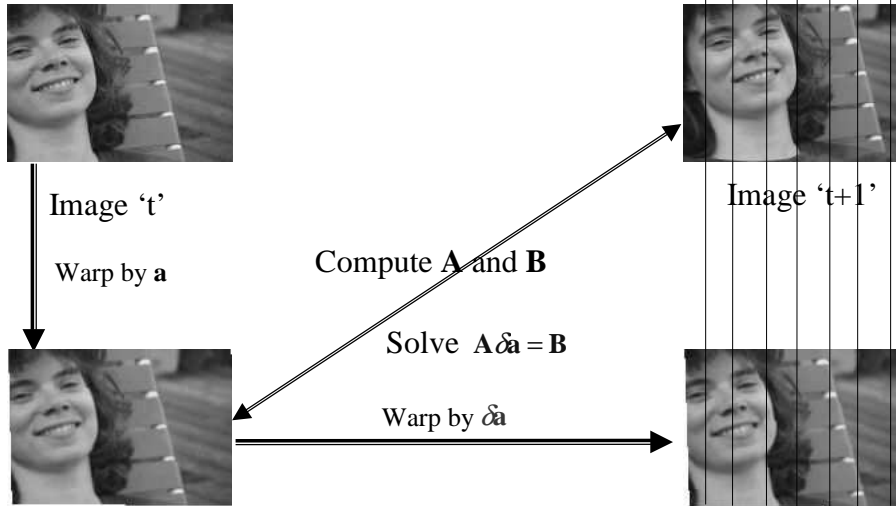 Image ‘t’
Image ‘t+1’
Warp by a
Compute A and B
Solve Aδa = B
Warp by δa